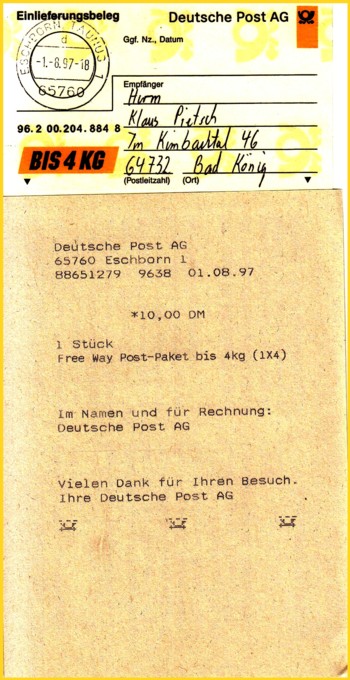 Einlieferungsbeleg
Deutsche Post AG
Ggf. Nz., Datum
ESCHBORN, TAUNUS 1
d
-1.-8.97-18
65760
Empfänger
Herrn
Klaus Pietsch
Im Kimbachtal 46
64732 Bad König
(Postleitzahl) (Ort)
96.2 00.204.884 8
BIS 4 KG
Deutsche Post AG
65760 Eschborn 1
88651279 9638 01.08.97
*10,00 DM
1 Stück
Free Way Post-Paket bis 4kg (1X4)
Im Namen und für Rechnung:
Deutsche Post AG
Vielen Dank für Ihren Besuch.
Ihre Deutsche Post AG